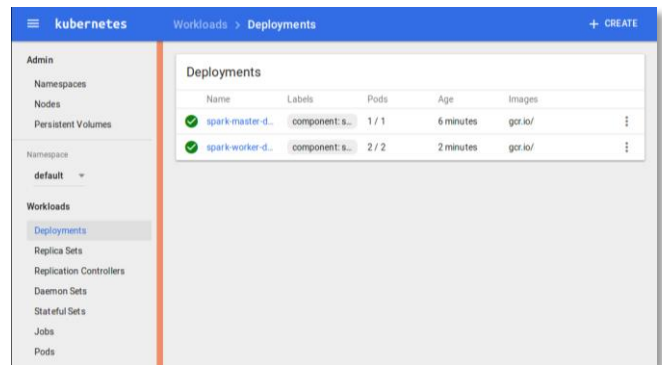 kubernetes
Workloads > Deployments
+ CREATE
Admin
Namespaces
Nodes
Persistent Volumes
Namespace
default
Workloads
Deployments
Replica Sets
Replication Controllers
Daemon Sets
Stateful Sets
Jobs
Pods
Deployments
Name Labels Pods Age Images
spark-master-d... component: s... 1 / 1 6 minutes gcr.io/
spark-worker-d... component: s... 2 / 2 2 minutes gcr.io/